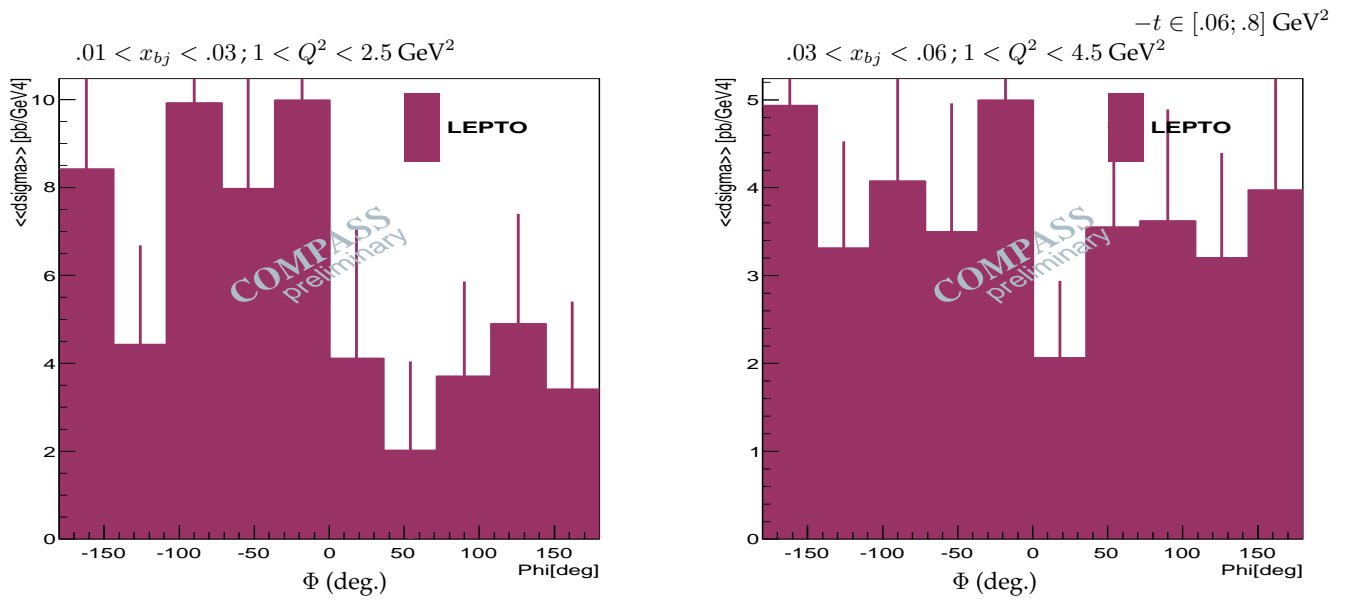 −t ∈ [.06; .8] GeV²
.01 < x_bj < .03 ; 1 < Q² < 2.5 GeV²
<<dsigma>> [pb/GeV4]
10
8
6
4
2
0
LEPTO
COMPASS
preliminary
-150 -100 -50 0 50 100 150
Phi[deg]
Φ (deg.)
.03 < x_bj < .06 ; 1 < Q² < 4.5 GeV²
<<dsigma>> [pb/GeV4]
5
4
3
2
1
0
LEPTO
COMPASS
preliminary
-150 -100 -50 0 50 100 150
Phi[deg]
Φ (deg.)